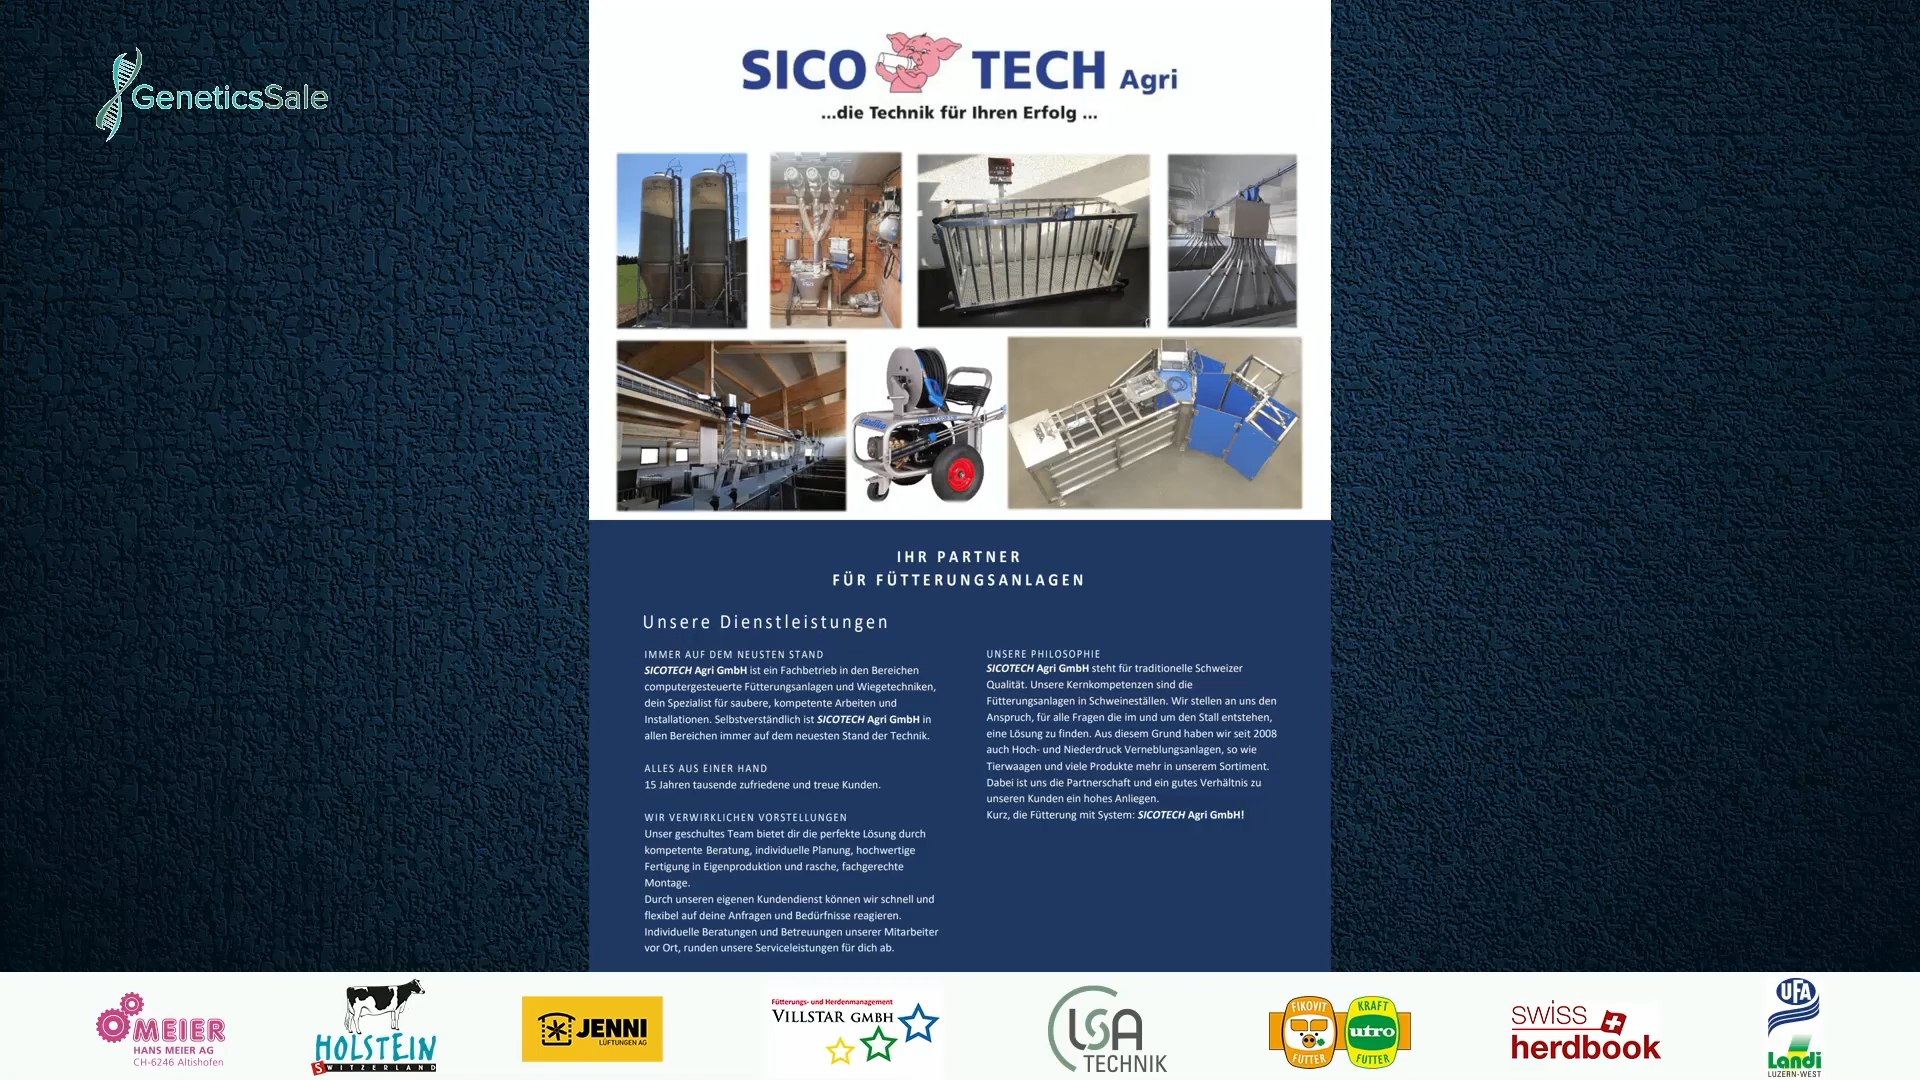 GeneticsSale
SICO TECH Agri
...die Technik für Ihren Erfolg ...
IHR PARTNER
FÜR FÜTTERUNGSANLAGEN
Unsere Dienstleistungen
IMMER AUF DEM NEUSTEN STAND
SICOTECH Agri GmbH ist ein Fachbetrieb in den Bereichen
computergesteuerte Fütterungsanlagen und Wiegetechniken,
dein Spezialist für saubere, kompetente Arbeiten und
Installationen. Selbstverständlich ist SICOTECH Agri GmbH in
allen Bereichen immer auf dem neuesten Stand der Technik.
ALLES AUS EINER HAND
15 Jahren tausende zufriedene und treue Kunden.
WIR VERWIRKLICHEN VORSTELLUNGEN
Unser geschultes Team bietet dir die perfekte Lösung durch
kompetente Beratung, individuelle Planung, hochwertige
Fertigung in Eigenproduktion und rasche, fachgerechte
Montage.
Durch unseren eigenen Kundendienst können wir schnell und
flexibel auf deine Anfragen und Bedürfnisse reagieren.
Individuelle Beratungen und Betreuungen unserer Mitarbeiter
vor Ort, runden unsere Serviceleistungen für dich ab.
UNSERE PHILOSOPHIE
SICOTECH Agri GmbH steht für traditionelle Schweizer
Qualität. Unsere Kernkompetenzen sind die
Fütterungsanlagen in Schweineställen. Wir stellen an uns den
Anspruch, für alle Fragen die im und um den Stall entstehen,
eine Lösung zu finden. Aus diesem Grund haben wir seit 2008
auch Hoch- und Niederdruck Verneblungsanlagen, so wie
Tierwaagen und viele Produkte mehr in unserem Sortiment.
Dabei ist uns die Partnerschaft und ein gutes Verhältnis zu
unseren Kunden ein hohes Anliegen.
Kurz, die Fütterung mit System: SICOTECH Agri GmbH!
MEIER
HANS MEIER AG
CH-6246 Altishofen
HOLSTEIN
SWITZERLAND
JENNI
LÜFTUNGEN AG
Fütterungs- und Herdenmanagement
VILLSTAR GMBH
LSA
TECHNIK
FIKOVIT
FUTTER
KRAFT
utro
FUTTER
swiss
herdbook
UFA
Landi
LUZERN-WEST